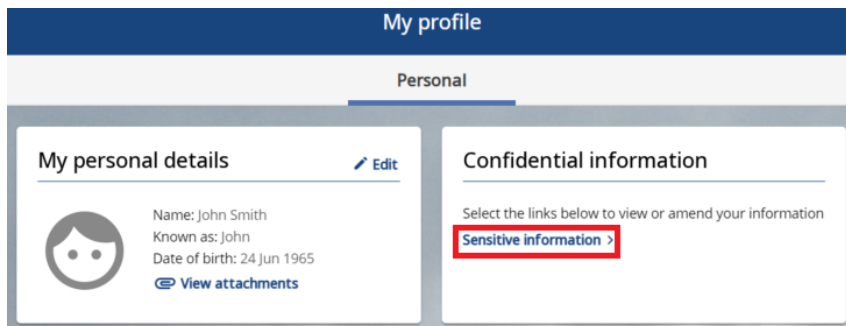 My profile
Personal
My personal details
Edit
Name: John Smith
Known as: John
Date of birth: 24 Jun 1965
View attachments
Confidential information
Select the links below to view or amend your information
Sensitive information >